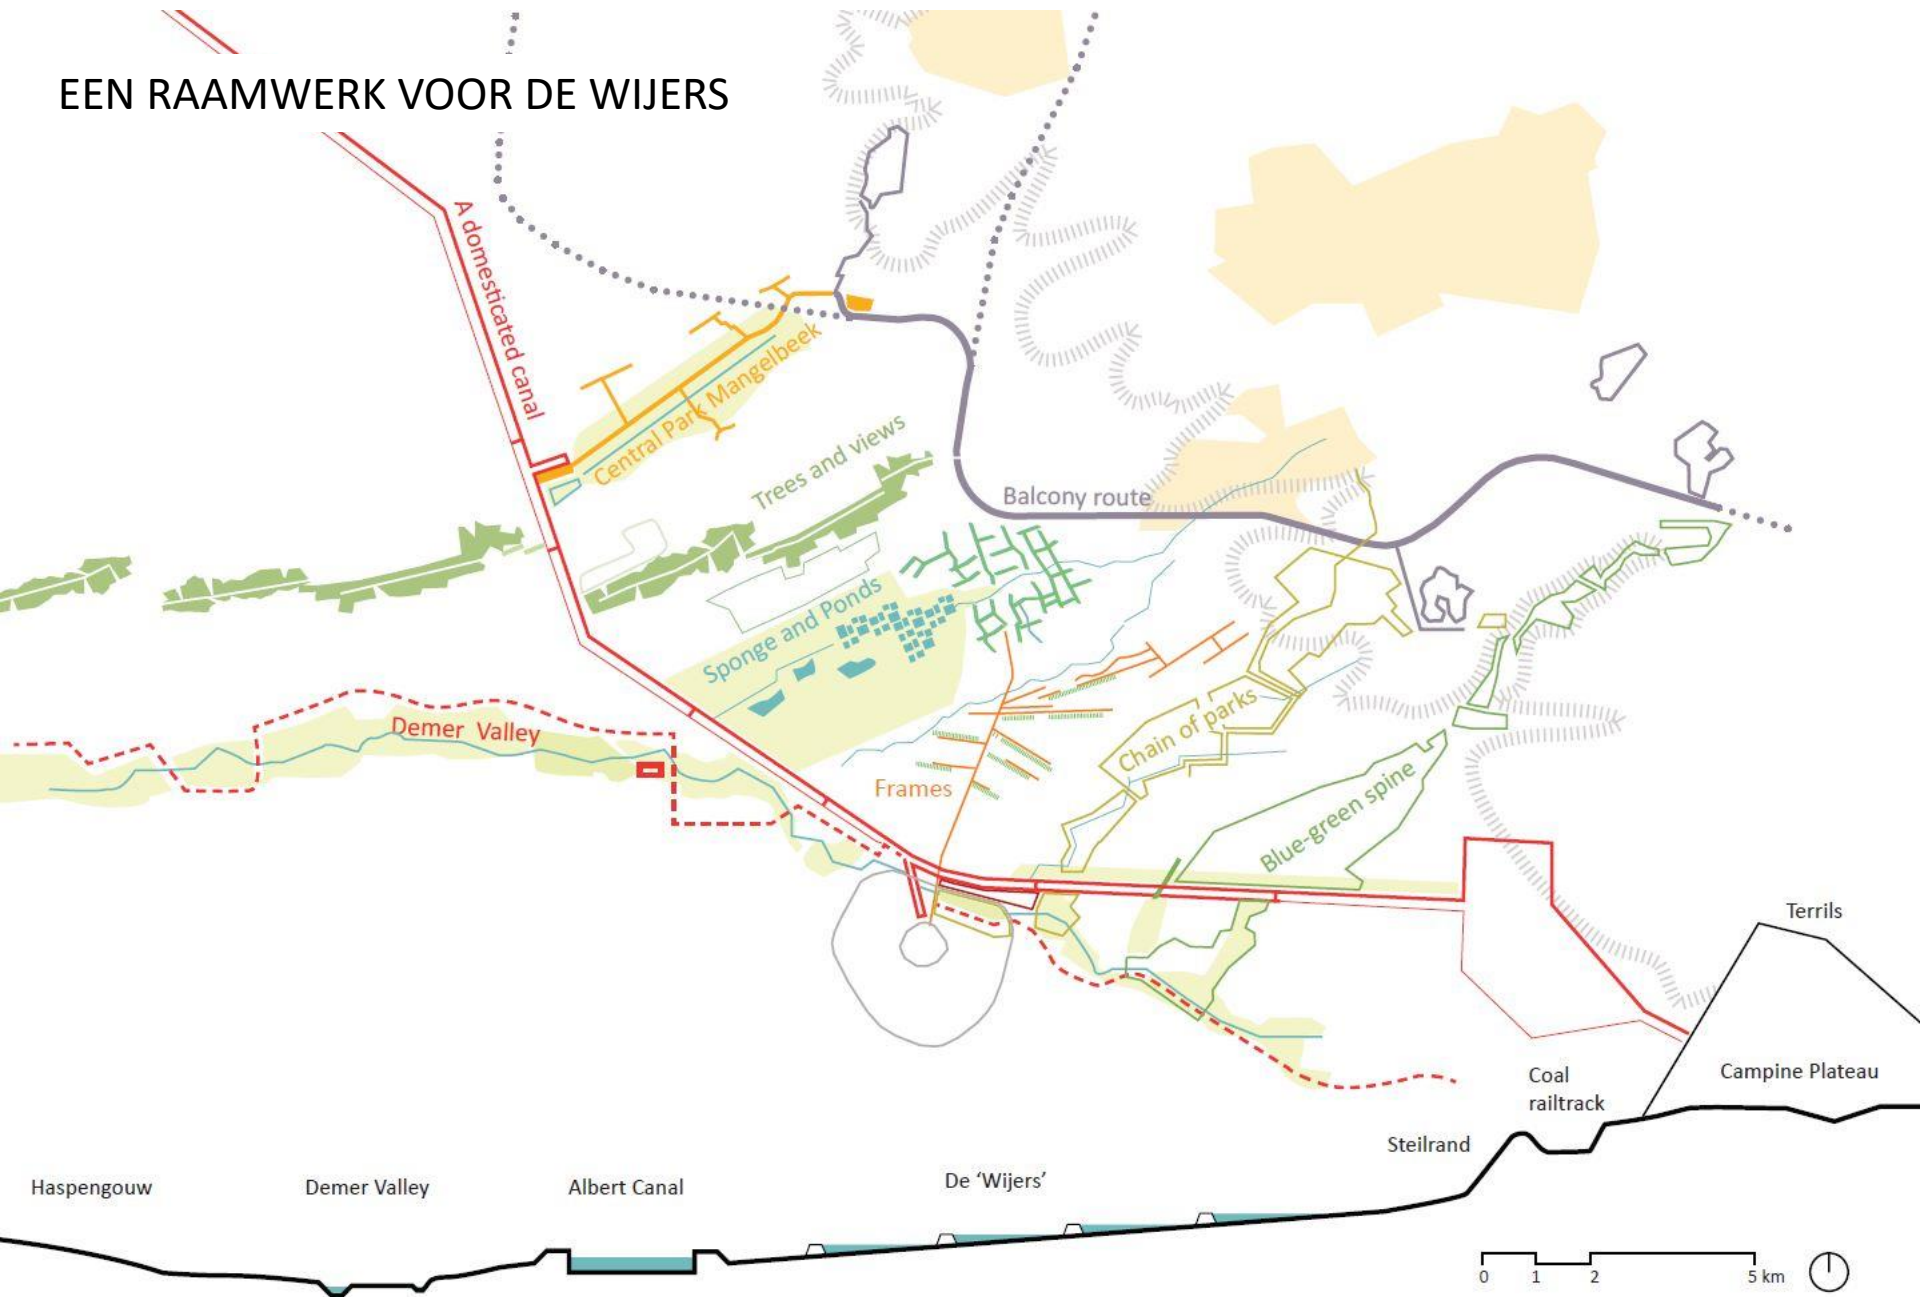 EEN RAAMWERK VOOR DE WIJERS
A domesticated canal
Central Park Mangelbeek
Trees and views
Balcony route
Sponge and Ponds
Demer Valley
Chain of parks
Frames
Blue-green spine
Terrils
Coal
railtrack
Campine Plateau
Steilrand
Haspengouw
Demer Valley
Albert Canal
De ‘Wijers’
0 1 2 5 km